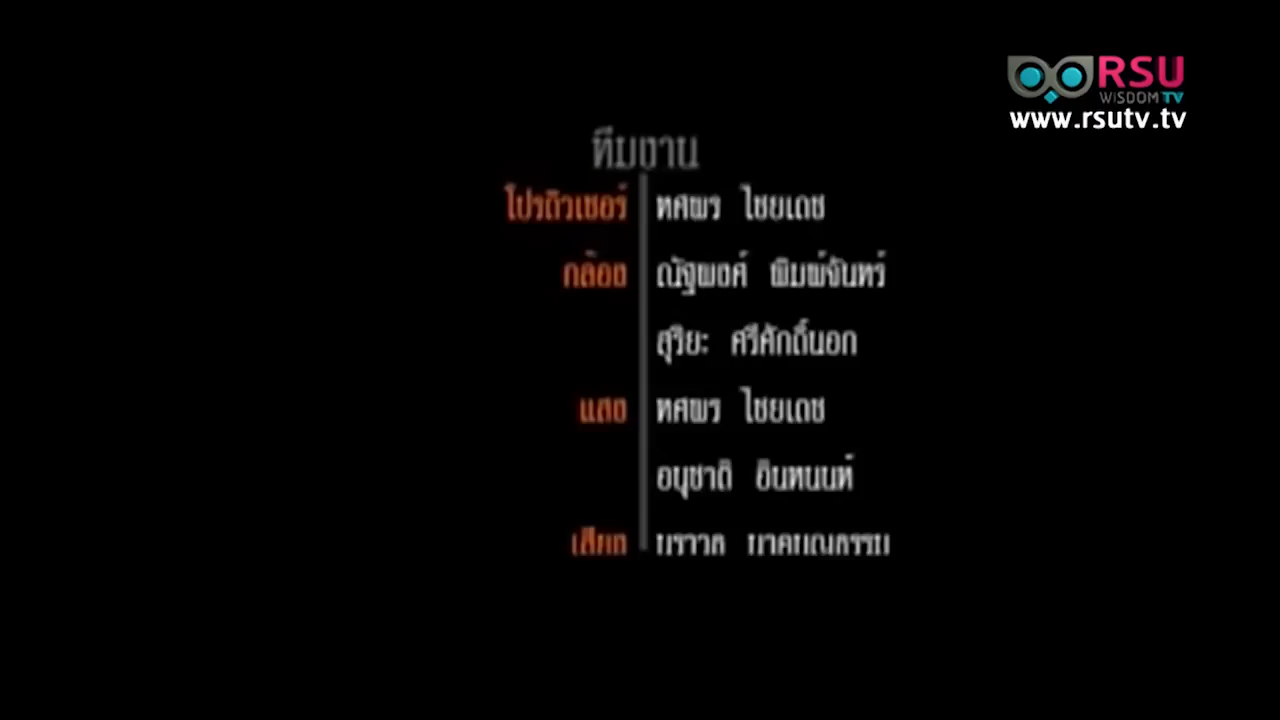 RSU
WISDOM TV
www.rsutv.tv
ทีมงาน
โปรดิวเซอร์ ทศพร ไชยเดช
กล้อง ณัฐพงศ์ พิมพ์จันทร์
สุริยะ ศรีศักดิ์นอก
แสง ทศพร ไชยเดช
อนุชาติ อินทนนท์
เสียง